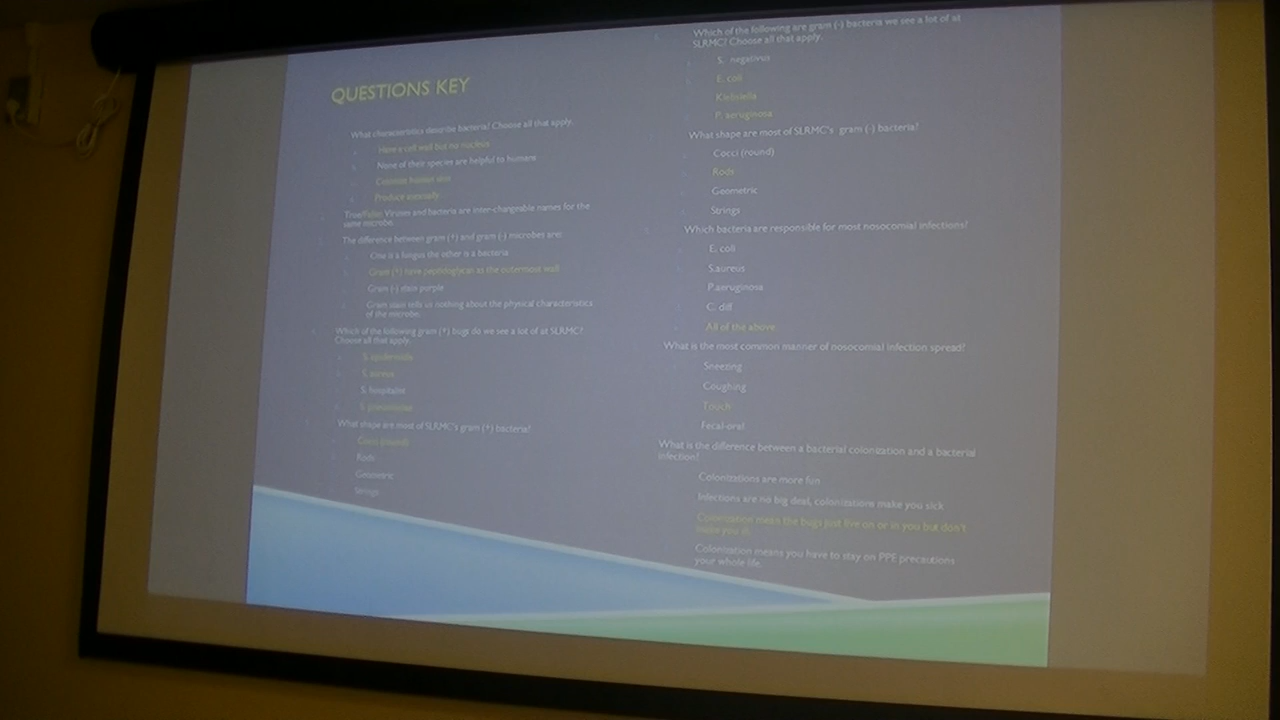 QUESTIONS KEY
What characteristics describe bacteria? Choose all that apply.
Have a cell wall but no nucleus
None of their species are helpful to humans
Colonize human skin
Produce asexually
True/False: Viruses and bacteria are inter-changeable names for the
same microbe.
The difference between gram (+) and gram (-) microbes are:
One is a fungus the other is a bacteria
Gram (+) have peptidoglycan as the outermost wall
Gram (-) stain purple
Gram stain tells us nothing about the physical characteristics
of the microbe.
Which of the following gram (+) bugs do we see a lot of at SLRMC?
Choose all that apply.
S. epidermidis
S. aureus
S. hospitalis
S. pneumoniae
What shape are most of SLRMC's gram (+) bacteria?
Cocci (round)
Rods
Geometric
Strings
Which of the following are gram (-) bacteria we see a lot of at
SLRMC? Choose all that apply.
S. negativus
E. coli
Klebsiella
P. aeruginosa
What shape are most of SLRMC's gram (-) bacteria?
Cocci (round)
Rods
Geometric
Strings
Which bacteria are responsible for most nosocomial infections?
E. coli
S.aureus
P.aeruginosa
C. diff
All of the above
What is the most common manner of nosocomial infection spread?
Sneezing
Coughing
Touch
Fecal-oral
What is the difference between a bacterial colonization and a bacterial
infection?
Colonizations are more fun
Infections are no big deal, colonizations make you sick
Colonization mean the bugs just live on or in you but don't
make you ill.
Colonization means you have to stay on PPE precautions
your whole life.